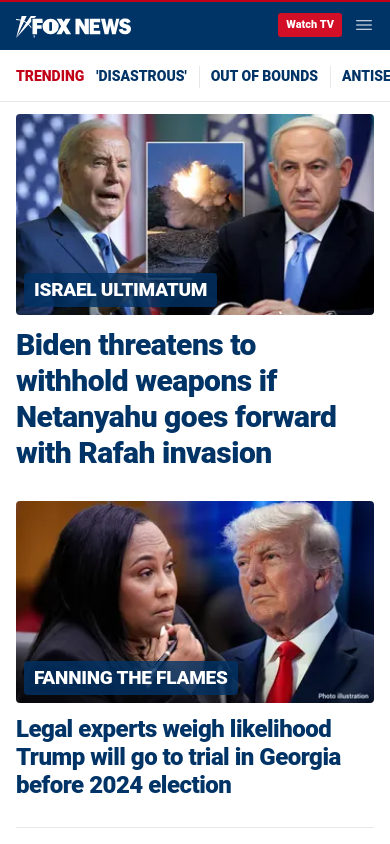 FOX NEWS
Watch TV
TRENDING 'DISASTROUS' OUT OF BOUNDS ANTISE
ISRAEL ULTIMATUM
Biden threatens to
withhold weapons if
Netanyahu goes forward
with Rafah invasion
FANNING THE FLAMES
Photo illustration
Legal experts weigh likelihood
Trump will go to trial in Georgia
before 2024 election